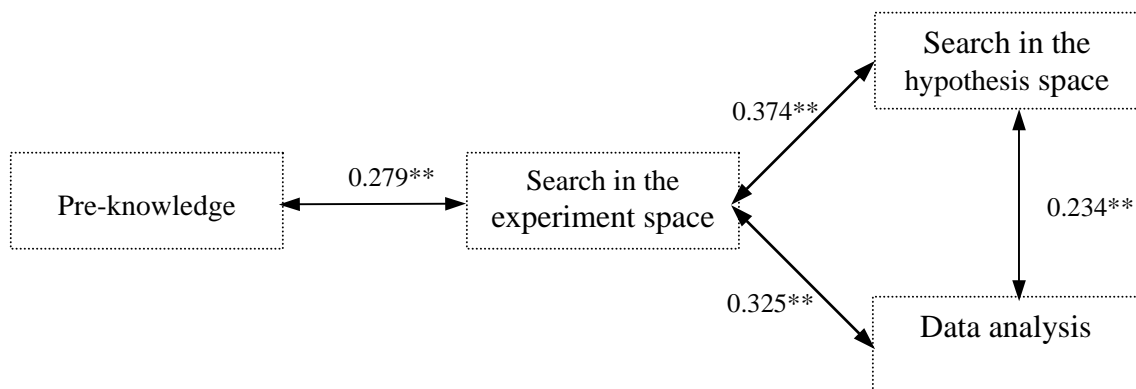 Search in the
hypothesis space
0.374**
0.279**
Pre-knowledge
Search in the
experiment space
0.234**
0.325**
Data analysis